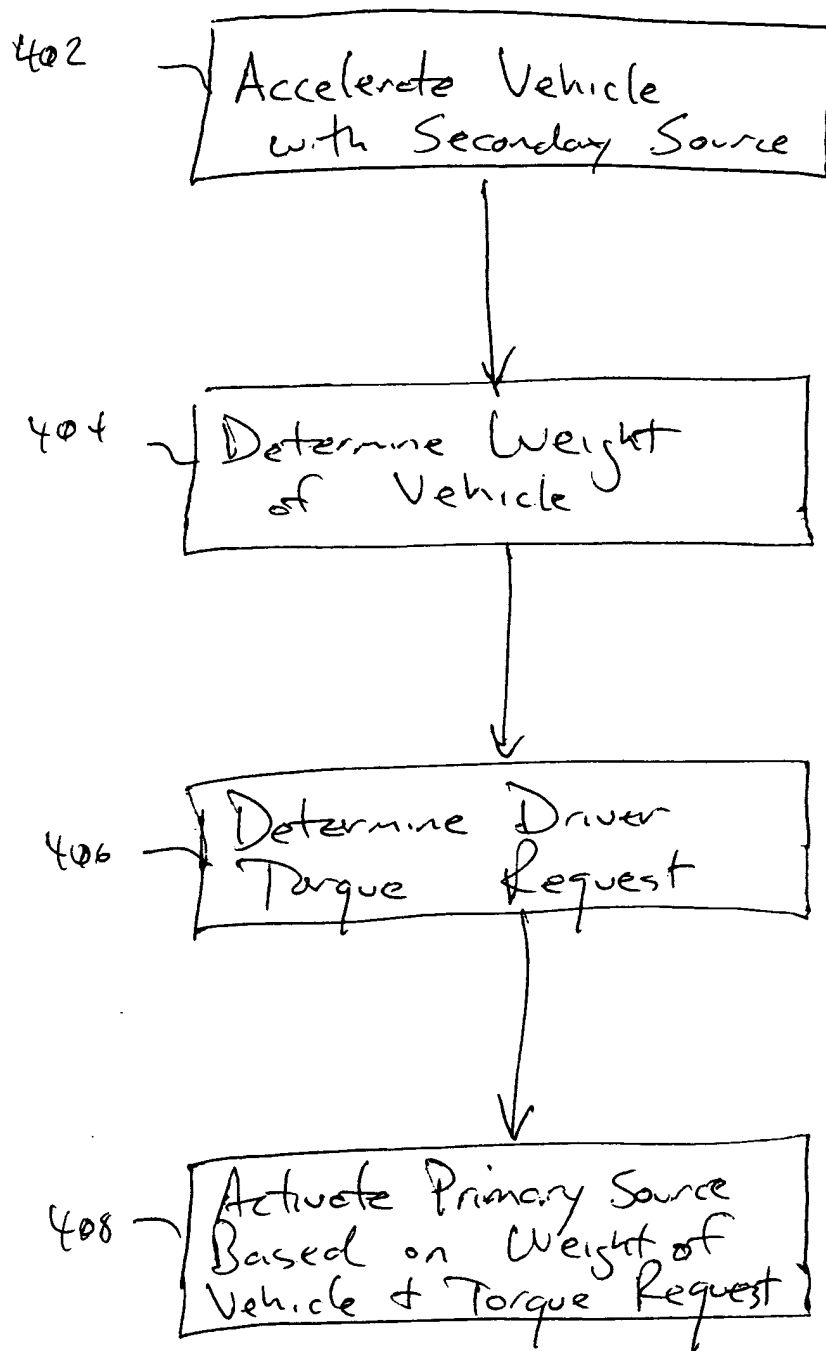 402
Accelerate Vehicle
with Secondary Source
404
Determine Weight
of Vehicle
406
Determine Driver
Torque Request
408
Activate Primary Source
Based on Weight of
Vehicle & Torque Request